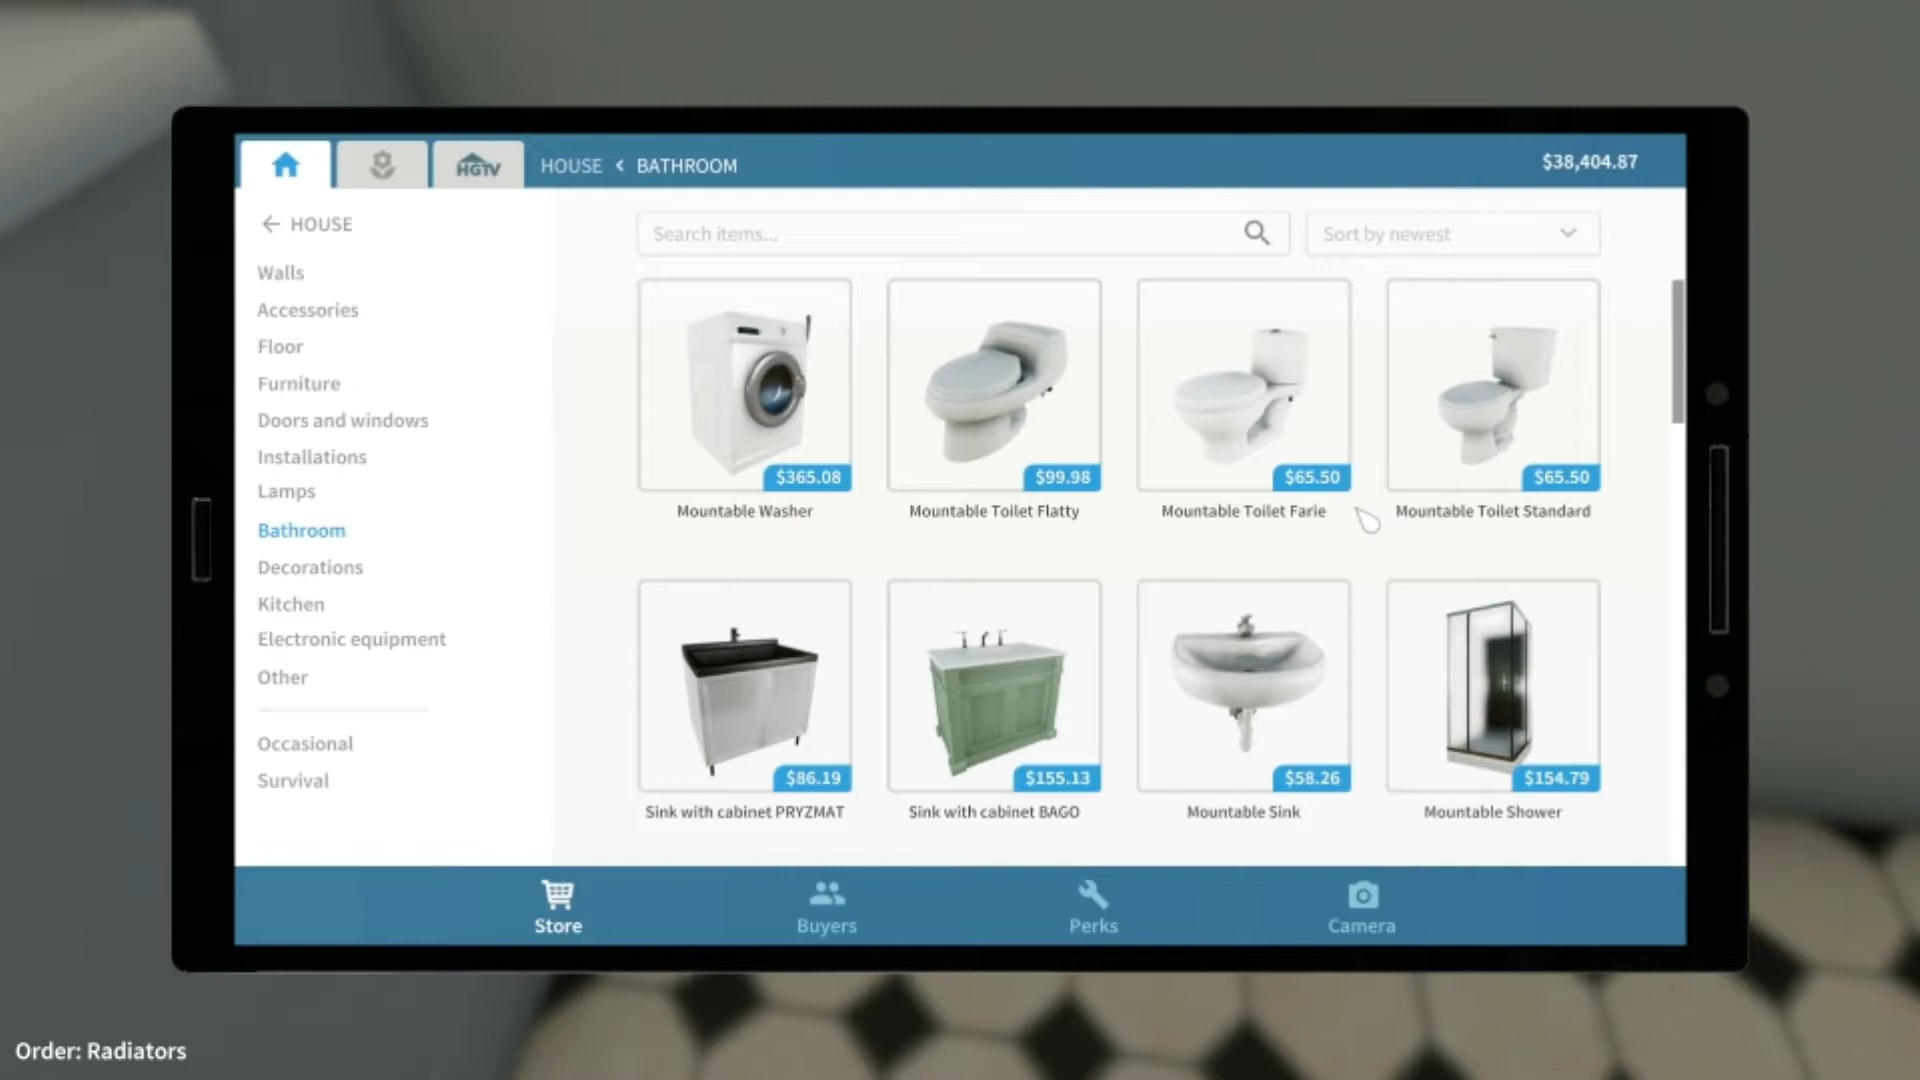 HGTV
HOUSE < BATHROOM
$38,404.87
← HOUSE
Walls
Accessories
Floor
Furniture
Doors and windows
Installations
Lamps
Bathroom
Decorations
Kitchen
Electronic equipment
Other
Occasional
Survival
Search items...
Sort by newest
$365.08
$99.98
$65.50
$65.50
Mountable Washer
Mountable Toilet Flatty
Mountable Toilet Farie
Mountable Toilet Standard
$86.19
$155.13
$58.26
$154.79
Sink with cabinet PRYZMAT
Sink with cabinet BAGO
Mountable Sink
Mountable Shower
Store
Buyers
Perks
Camera
Order: Radiators